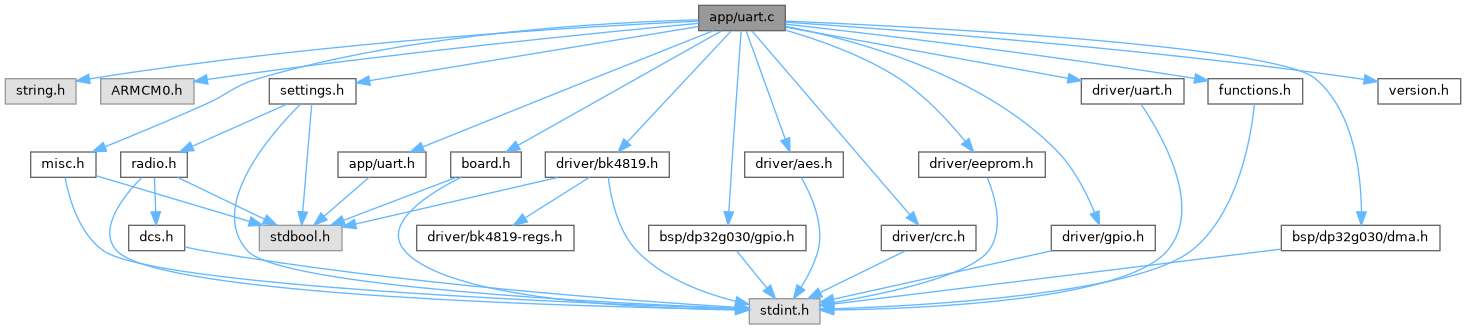 app/uart.c
string.h
ARMCM0.h
settings.h
driver/uart.h
functions.h
version.h
misc.h
radio.h
app/uart.h
board.h
driver/bk4819.h
driver/aes.h
driver/eeprom.h
dcs.h
stdbool.h
driver/bk4819-regs.h
bsp/dp32g030/gpio.h
driver/crc.h
driver/gpio.h
bsp/dp32g030/dma.h
stdint.h